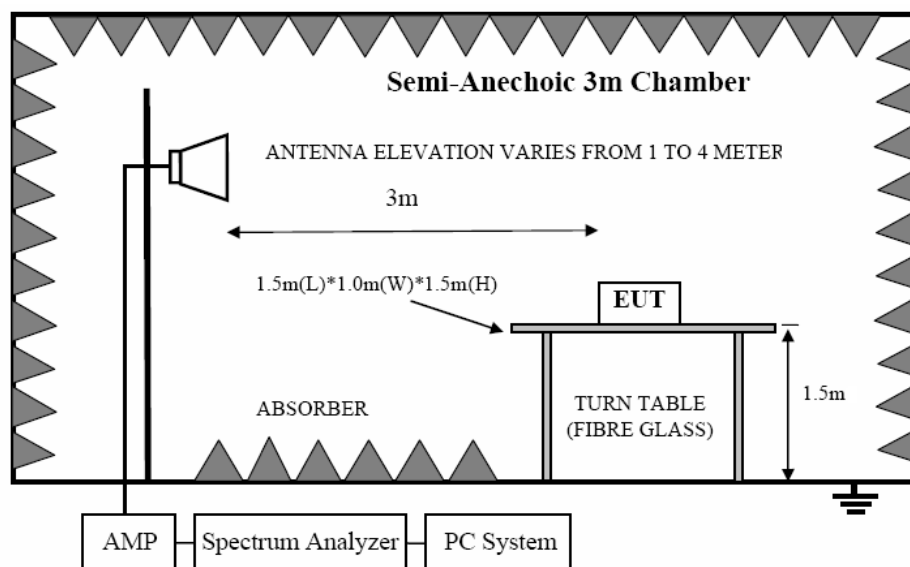 Semi-Anechoic 3m Chamber
ANTENNA ELEVATION VARIES FROM 1 TO 4 METER
3m
1.5m(L)*1.0m(W)*1.5m(H)
EUT
1.5m
ABSORBER
TURN TABLE
(FIBRE GLASS)
AMP
Spectrum Analyzer
PC System